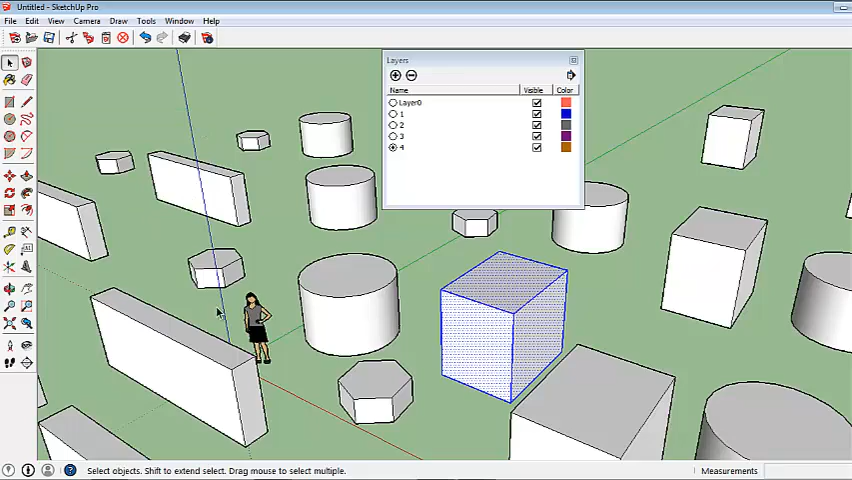 Untitled - SketchUp Pro
File Edit View Camera Draw Tools Window Help
Layers
Name Visible Color
Layer0
1
2
3
4
Select objects. Shift to extend select. Drag mouse to select multiple.
Measurements